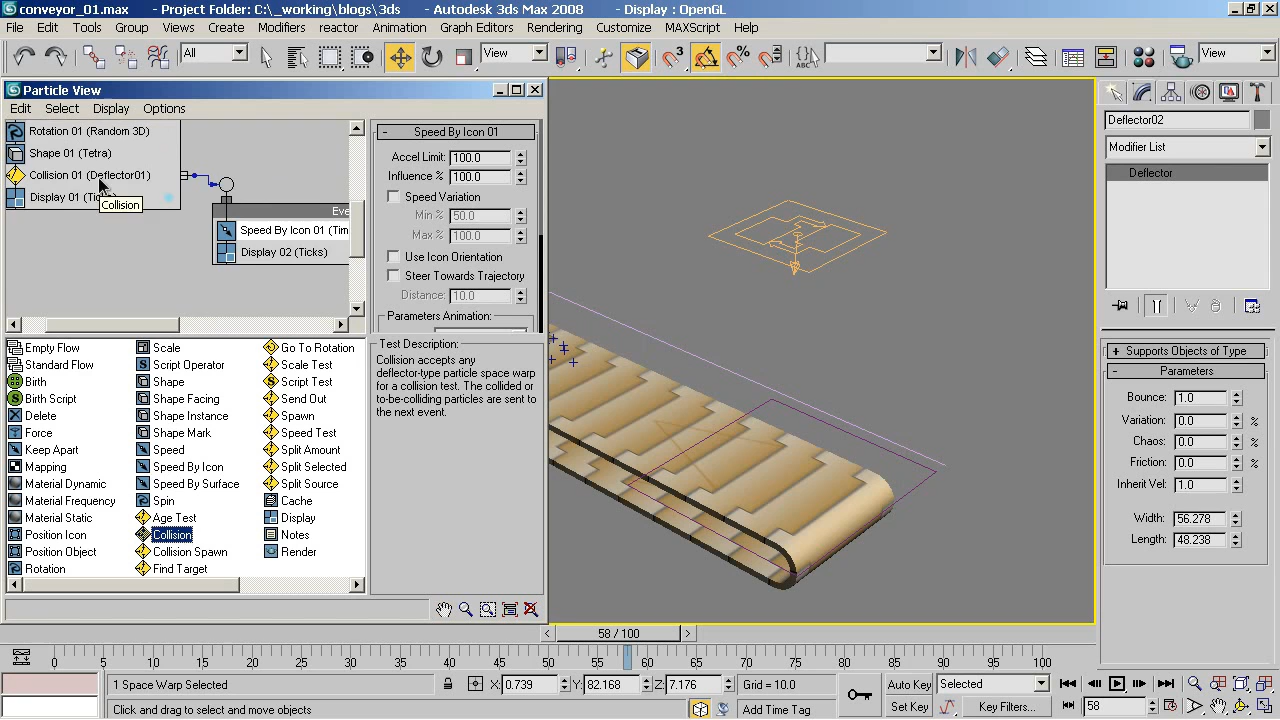 conveyor_01.max - Project Folder: C:\_working\blogs\3ds - Autodesk 3ds Max 2008 - Display : OpenGL
File Edit Tools Group Views Create Modifiers reactor Animation Graph Editors Rendering Customize MAXScript Help
All View 3 % ABC View
Particle View
Edit Select Display Options
Rotation 01 (Random 3D)
Shape 01 (Tetra)
Collision 01 (Deflector01)
Display 01
Collision
Speed By Icon 01 (Tim
Display 02 (Ticks)
Speed By Icon 01
Accel Limit: 100.0
Influence %: 100.0
Speed Variation
Min % 50.0
Max % 100.0
Use Icon Orientation
Steer Towards Trajectory
Distance: 10.0
Parameters Animation:
Empty Flow Scale Go To Rotation
Standard Flow Script Operator Scale Test
Birth Shape Script Test
Birth Script Shape Facing Send Out
Delete Shape Instance Spawn
Force Shape Mark Speed Test
Keep Apart Speed Split Amount
Mapping Speed By Icon Split Selected
Material Dynamic Speed By Surface Split Source
Material Frequency Spin Cache
Material Static Age Test Display
Position Icon Collision Notes
Position Object Collision Spawn Render
Rotation Find Target
Test Description:
Collision accepts any
deflector-type particle space warp
for a collision test. The collided or
to-be-colliding particles are sent to
the next event.
Deflector02
Modifier List
Deflector
+ Supports Objects of Type
- Parameters
Bounce: 1.0
Variation: 0.0 %
Chaos: 0.0 %
Friction: 0.0 %
Inherit Vel: 1.0
Width: 56.278
Length: 48.238
< 58 / 100 >
0 5 10 15 20 25 30 35 40 45 50 55 60 65 70 75 80 85 90 95 100
1 Space Warp Selected X: 0.739 Y: 82.168 Z: 7.176 Grid = 10.0 Auto Key Selected
Click and drag to select and move objects Add Time Tag Set Key Key Filters... 58